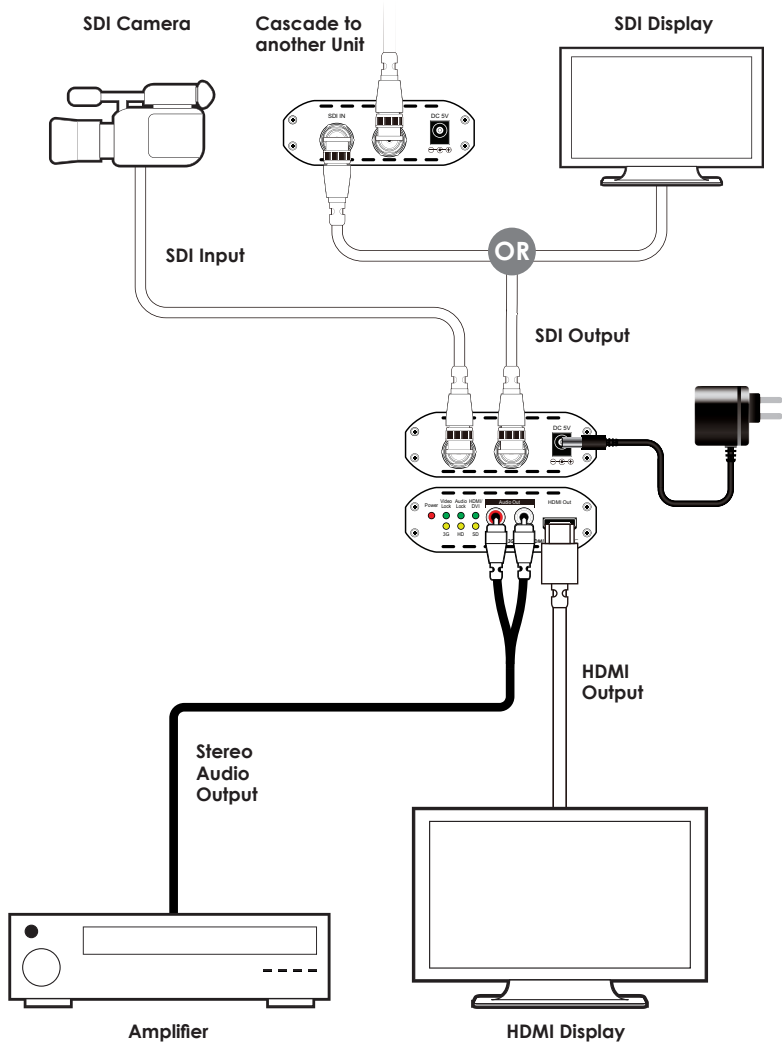 SDI Camera
Cascade to
another Unit
SDI Display
SDI IN
DC 5V
OR
SDI Input
SDI Output
DC 5V
Power
Video
Lock
Audio
Lock
HDMI/
DVI
Audio Out
HDMI Out
3G
HD
SD
HDMI
Output
Stereo
Audio
Output
Amplifier
HDMI Display